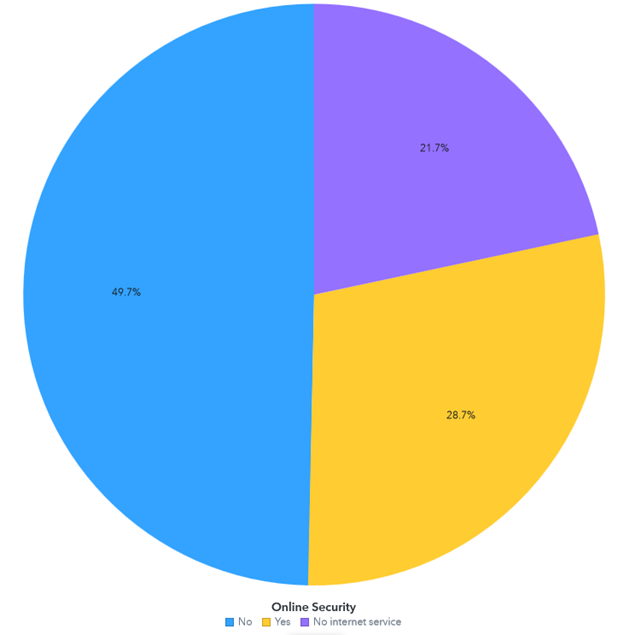 21.7%
49.7%
28.7%
Online Security
No Yes No internet service